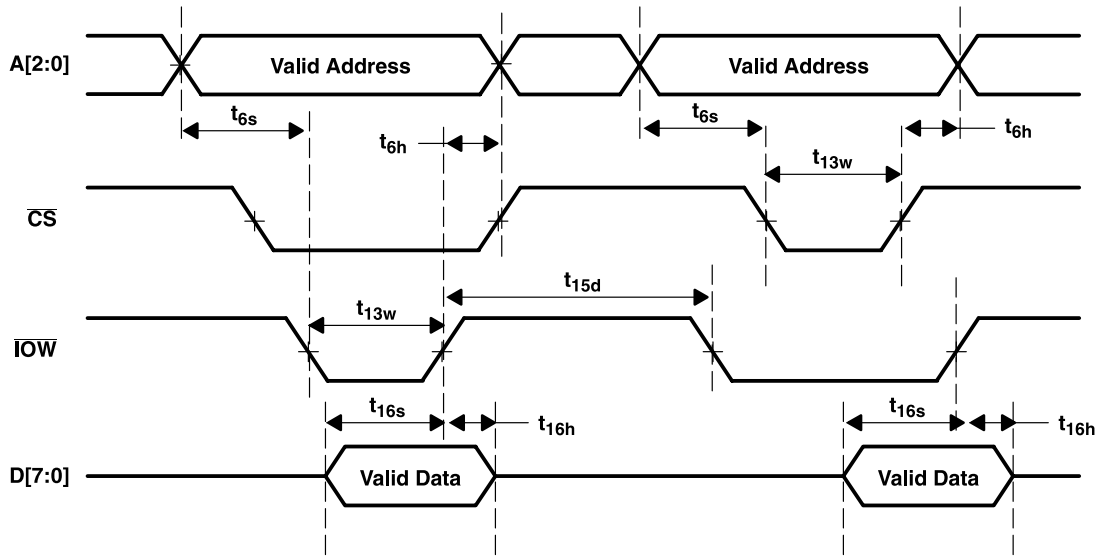 A[2:0] Valid Address Valid Address
t6s t6h t6s t6h
t13w
CS
t15d
t13w
IOW
t16s t16h t16s t16h
D[7:0] Valid Data Valid Data